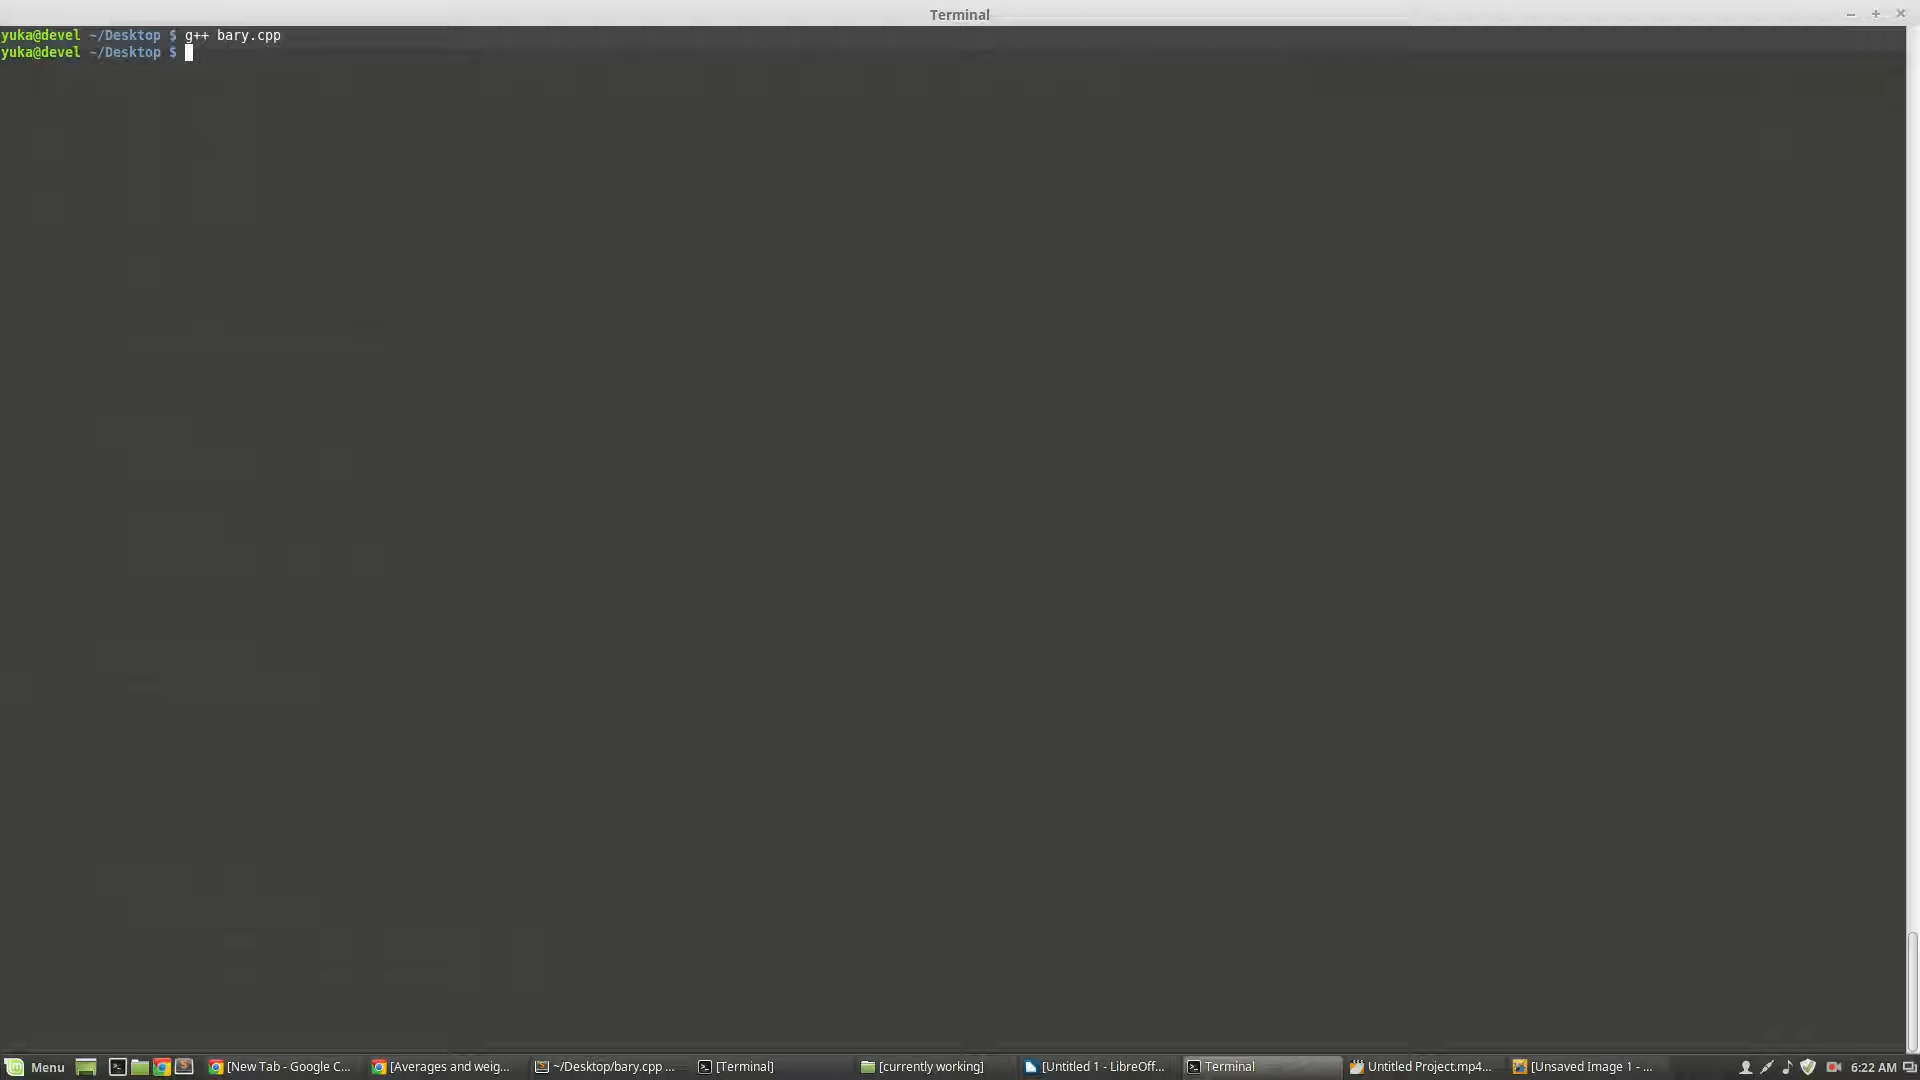 Terminal
yuka@devel ~/Desktop $ g++ bary.cpp
yuka@devel ~/Desktop $
Menu
[New Tab - Google C...
[Averages and weig...
~/Desktop/bary.cpp ...
[Terminal]
[currently working]
[Untitled 1 - LibreOff...
Terminal
Untitled Project.mp4...
[Unsaved Image 1 - ...
6:22 AM